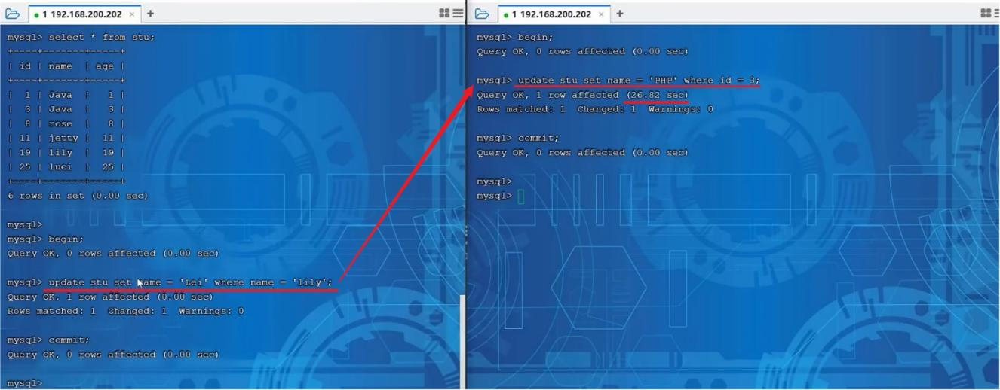 1 192.168.200.202 × +
mysql> select * from stu;
+----+-------+-----+
| id | name  | age |
+----+-------+-----+
|  1 | Java  |   1 |
|  3 | Java  |   3 |
|  8 | rose  |   8 |
| 11 | jetty |  11 |
| 19 | lily  |  19 |
| 25 | luci  |  25 |
+----+-------+-----+
6 rows in set (0.00 sec)
mysql>
mysql> begin;
Query OK, 0 rows affected (0.00 sec)
mysql> update stu set name = 'Lei' where name = 'lily';
Query OK, 1 row affected (0.00 sec)
Rows matched: 1  Changed: 1  Warnings: 0
mysql> commit;
Query OK, 0 rows affected (0.00 sec)
mysql>
1 192.168.200.202 × +
mysql> begin;
Query OK, 0 rows affected (0.00 sec)
mysql> update stu set name = 'PHP' where id = 3;
Query OK, 1 row affected (26.82 sec)
Rows matched: 1  Changed: 1  Warnings: 0
mysql> commit;
Query OK, 0 rows affected (0.00 sec)
mysql>
mysql>